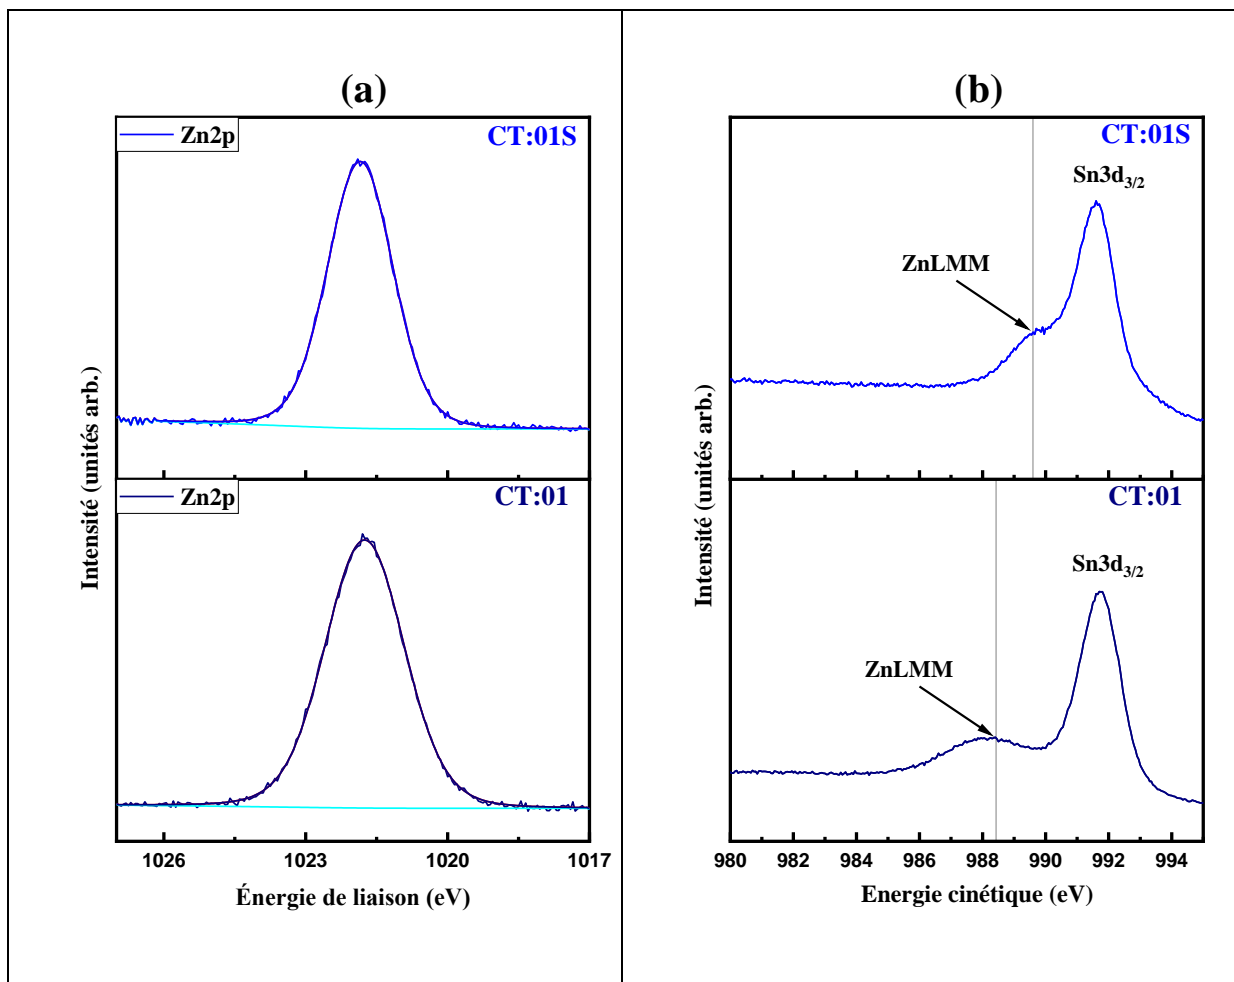 (a)
Zn2p
CT:01S
Zn2p
CT:01
Intensité (unités arb.)
1026 1023 1020 1017
Énergie de liaison (eV)
(b)
CT:01S
Sn3d3/2
ZnLMM
CT:01
Sn3d3/2
ZnLMM
Intensité (unités arb.)
980 982 984 986 988 990 992 994
Energie cinétique (eV)